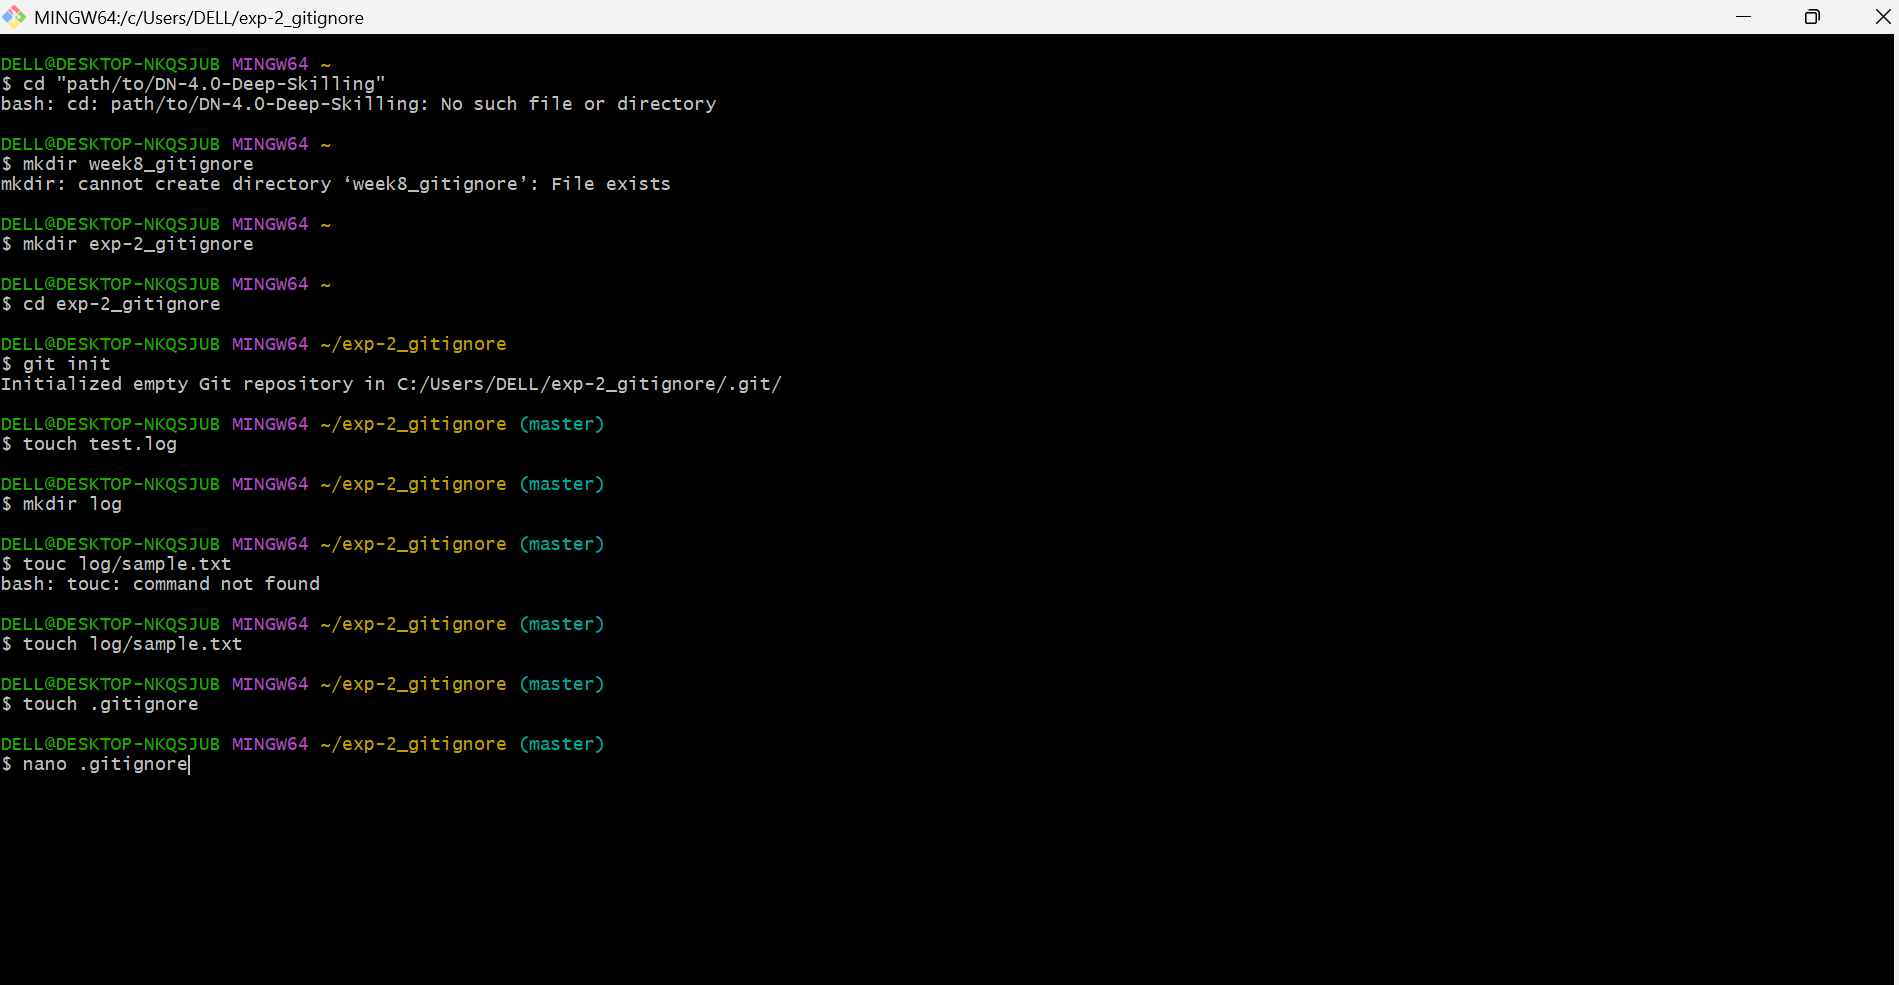 MINGW64:/c/Users/DELL/exp-2_gitignore
DELL@DESKTOP-NKQSJUB MINGW64 ~
$ cd "path/to/DN-4.0-Deep-Skilling"
bash: cd: path/to/DN-4.0-Deep-Skilling: No such file or directory
DELL@DESKTOP-NKQSJUB MINGW64 ~
$ mkdir week8_gitignore
mkdir: cannot create directory ‘week8_gitignore’: File exists
DELL@DESKTOP-NKQSJUB MINGW64 ~
$ mkdir exp-2_gitignore
DELL@DESKTOP-NKQSJUB MINGW64 ~
$ cd exp-2_gitignore
DELL@DESKTOP-NKQSJUB MINGW64 ~/exp-2_gitignore
$ git init
Initialized empty Git repository in C:/Users/DELL/exp-2_gitignore/.git/
DELL@DESKTOP-NKQSJUB MINGW64 ~/exp-2_gitignore (master)
$ touch test.log
DELL@DESKTOP-NKQSJUB MINGW64 ~/exp-2_gitignore (master)
$ mkdir log
DELL@DESKTOP-NKQSJUB MINGW64 ~/exp-2_gitignore (master)
$ touc log/sample.txt
bash: touc: command not found
DELL@DESKTOP-NKQSJUB MINGW64 ~/exp-2_gitignore (master)
$ touch log/sample.txt
DELL@DESKTOP-NKQSJUB MINGW64 ~/exp-2_gitignore (master)
$ touch .gitignore
DELL@DESKTOP-NKQSJUB MINGW64 ~/exp-2_gitignore (master)
$ nano .gitignore